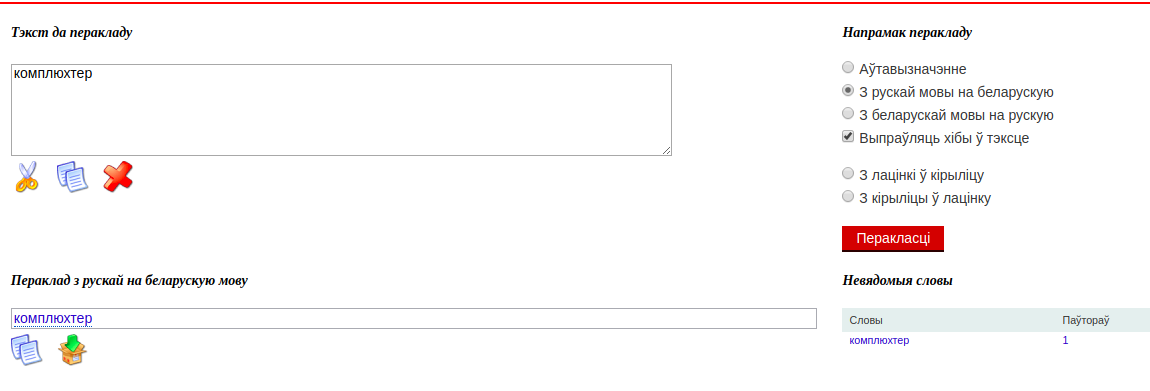 Тэкст да перакладу
комплюхтер
Напрамак перакладу
Аўтавызначэнне
З рускай мовы на беларускую
З беларускай мовы на рускую
Выпраўляць хібы ў тэксце
З лацінкі ў кірыліцу
З кірыліцы ў лацінку
Перакласці
Пераклад з рускай на беларускую мову
комплюхтер
Невядомыя словы
Словы Паўтораў
комплюхтер 1